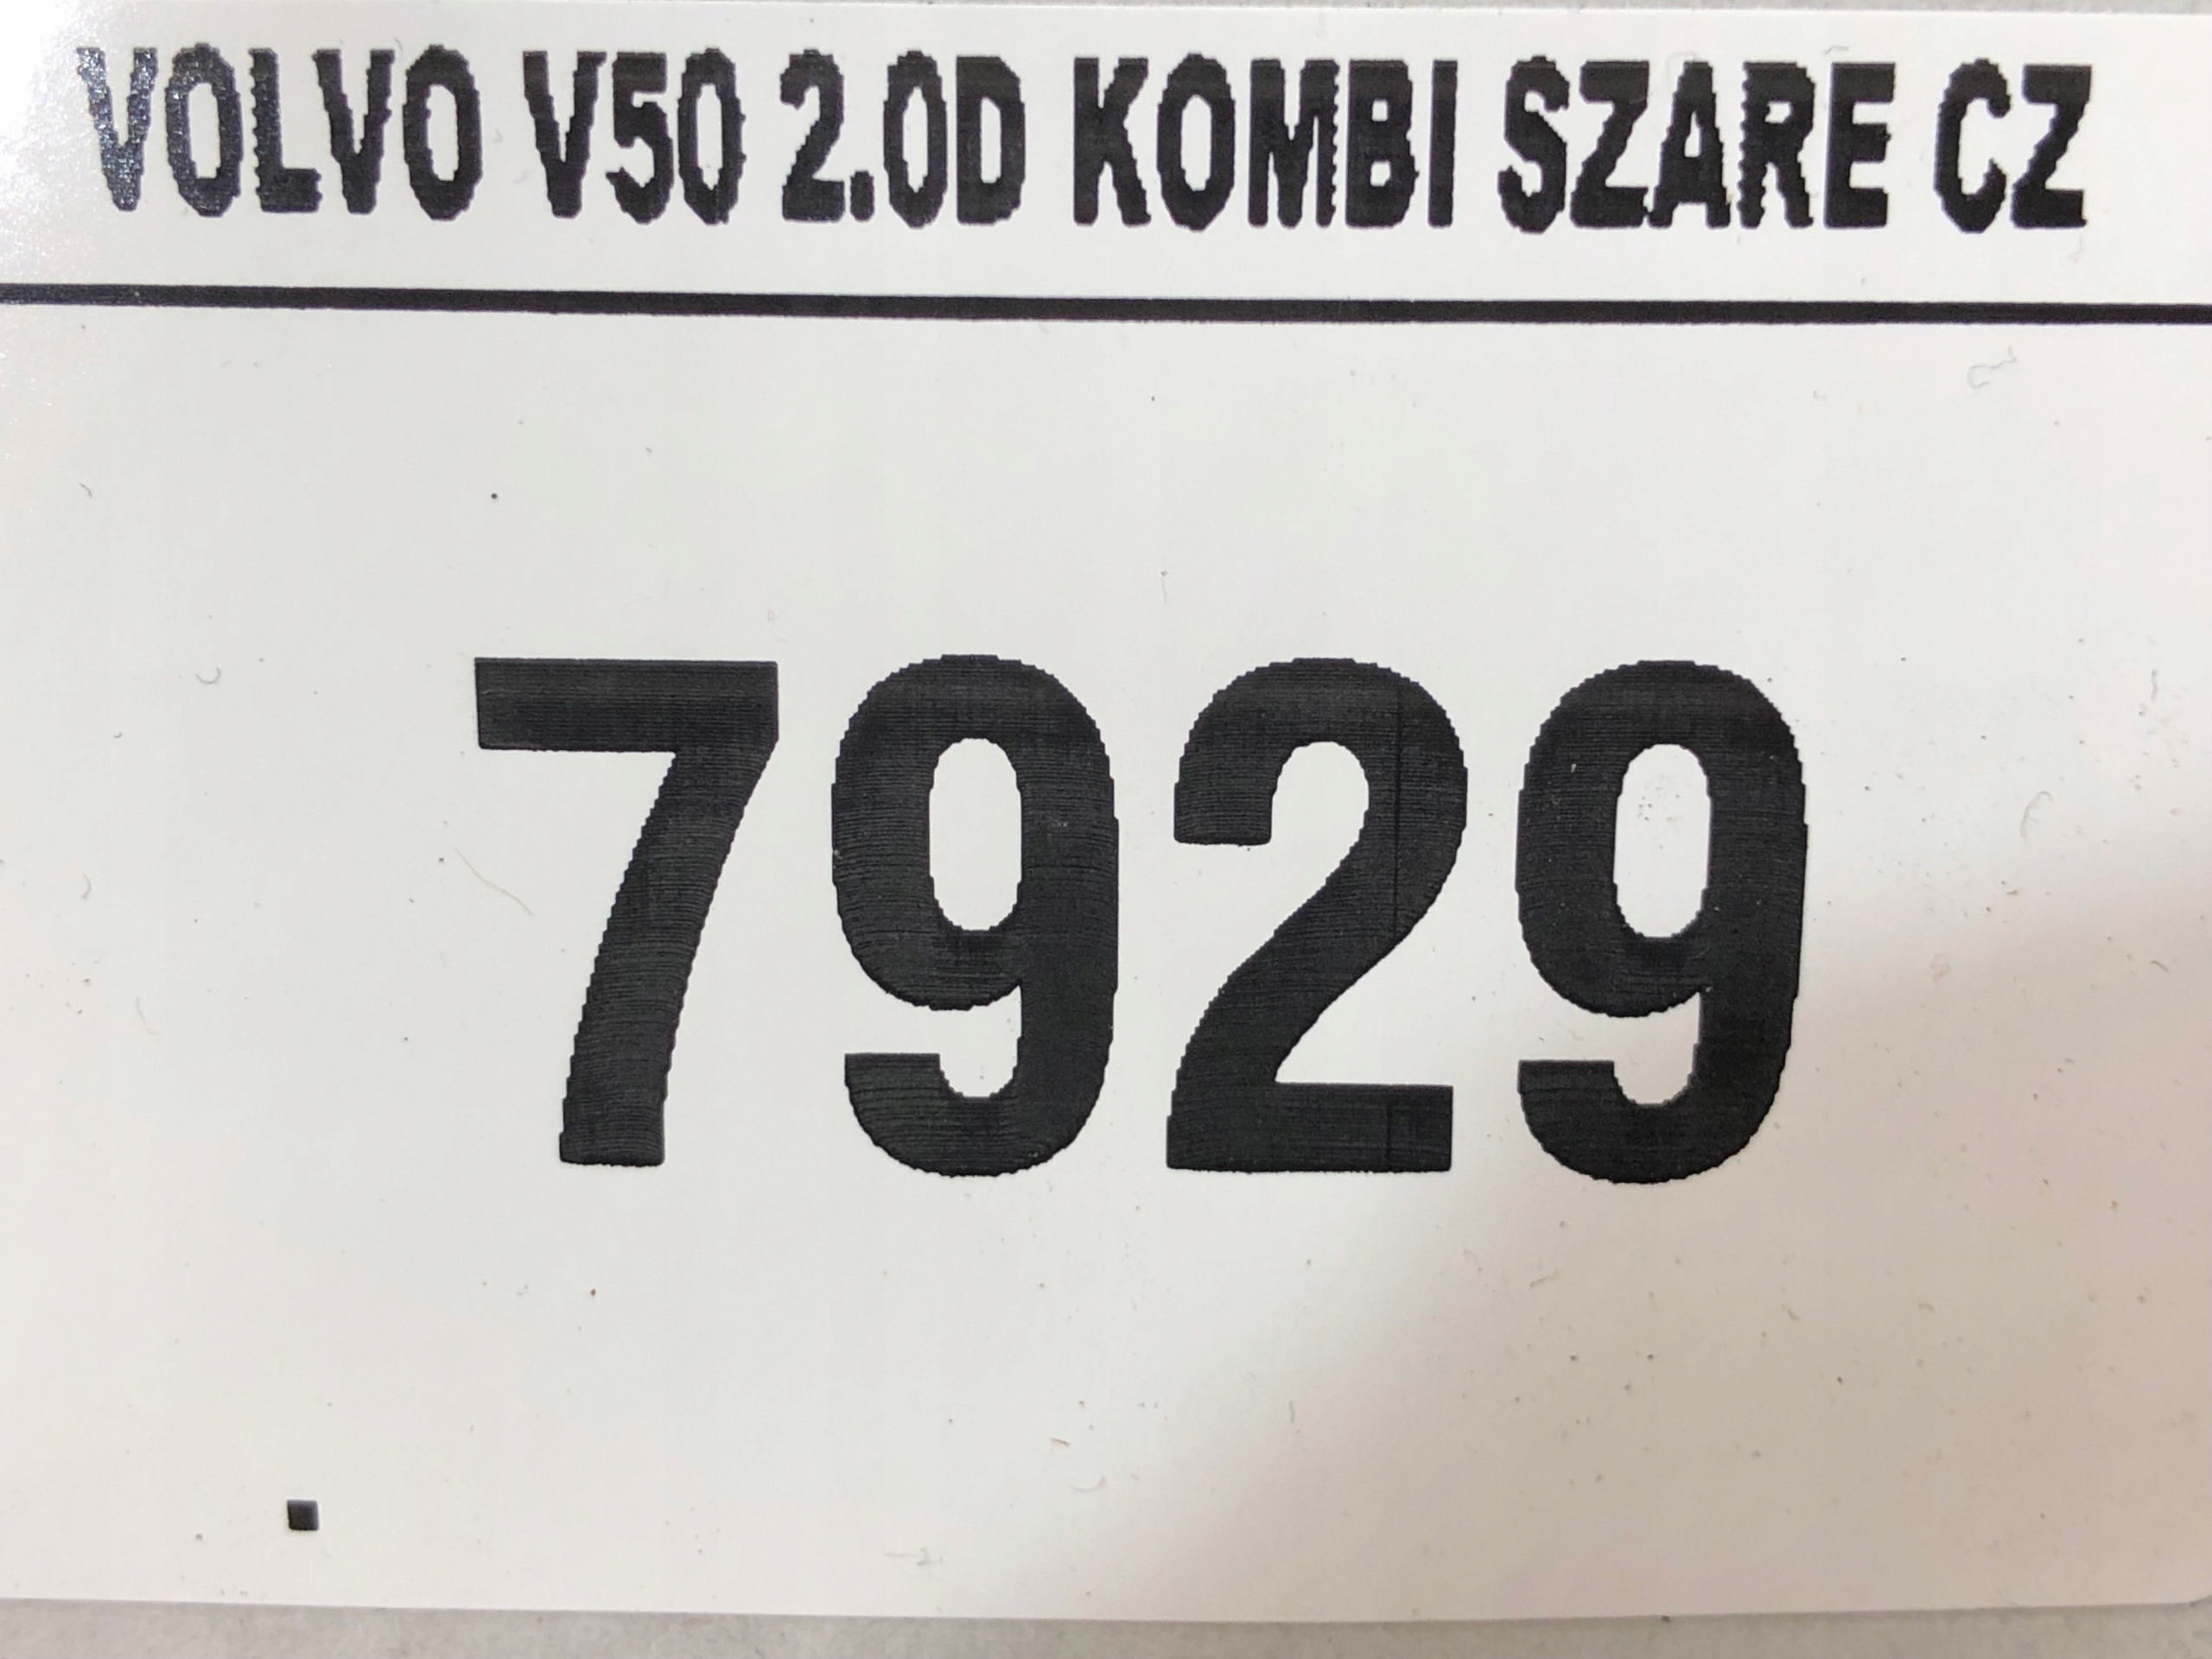 VOLVO V50 2.0D KOMBI SZARE CZ
7929
.